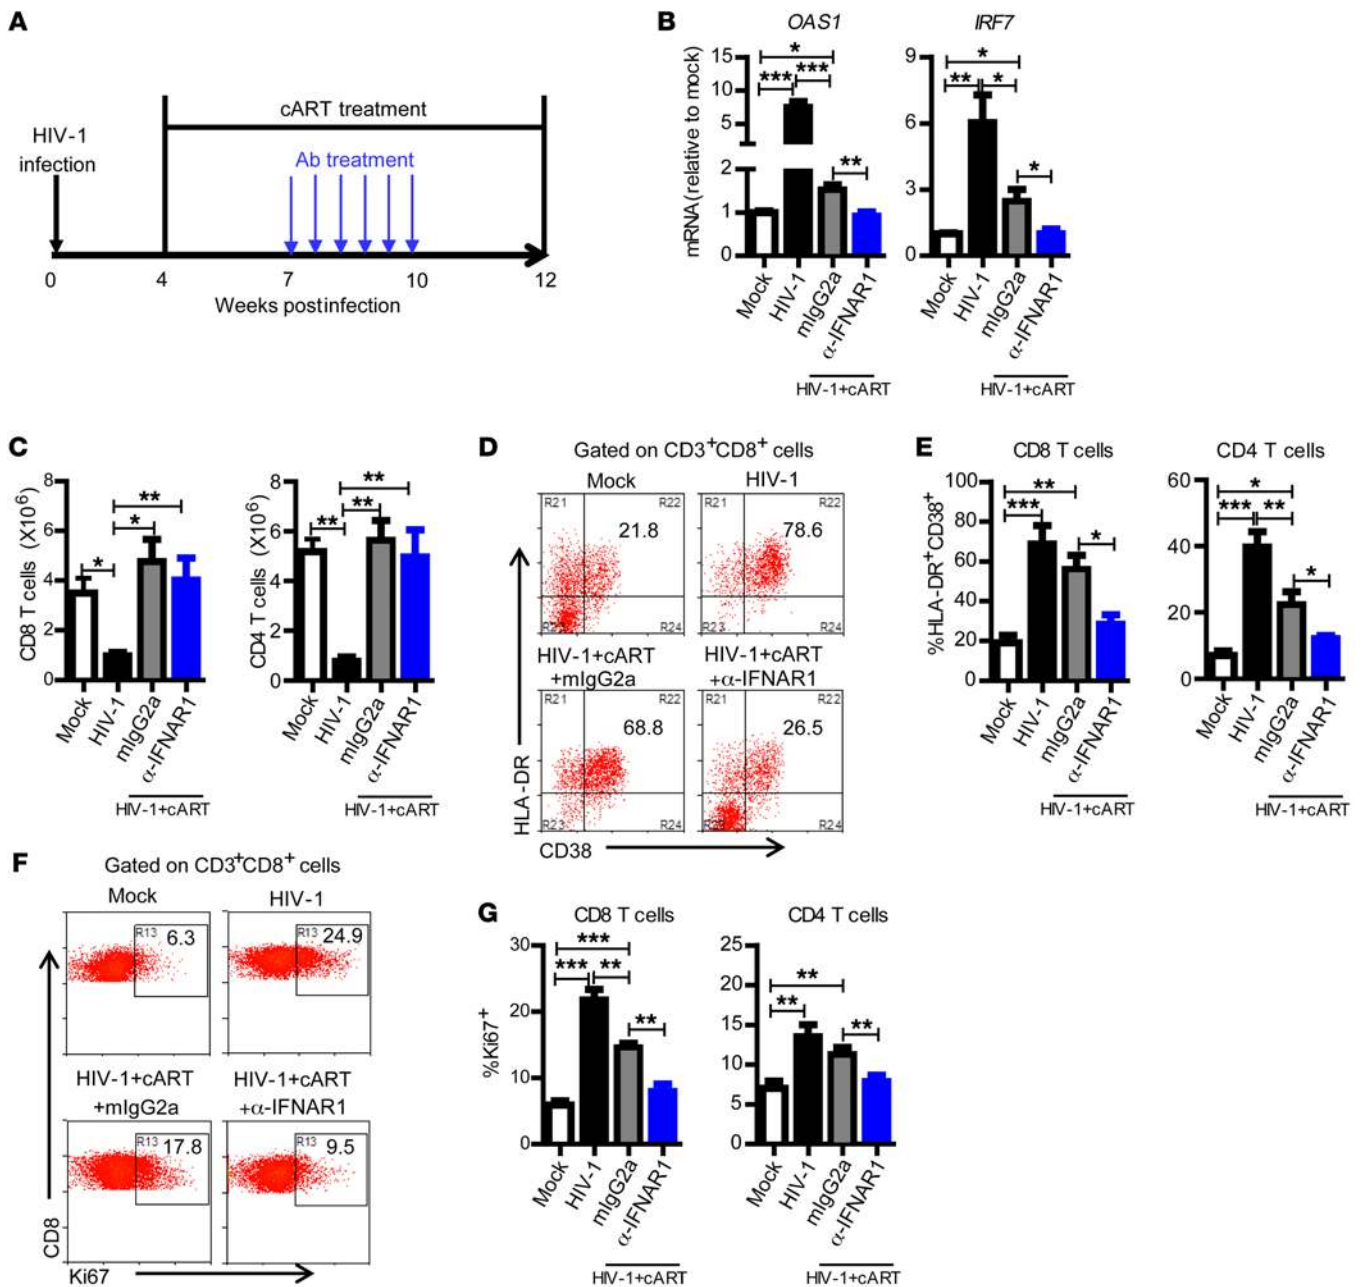 A
HIV-1
infection
cART treatment
Ab treatment
0 4 7 10 12
Weeks postinfection
B
OAS1
mRNA (relative to mock)
15
10
5
2
1
0
* *** *** **
Mock HIV-1 mIgG2a α-IFNAR1
HIV-1+cART
IRF7
9
6
3
0
* ** * *
Mock HIV-1 mIgG2a α-IFNAR1
HIV-1+cART
C
CD8 T cells (X10⁶)
8
6
4
2
0
** * *
Mock HIV-1 mIgG2a α-IFNAR1
HIV-1+cART
CD4 T cells (X10⁶)
8
6
4
2
0
** ** **
Mock HIV-1 mIgG2a α-IFNAR1
HIV-1+cART
D
Gated on CD3⁺CD8⁺ cells
Mock HIV-1
R21 R22 R21 R22
21.8 78.6
R24 R23 R24
HIV-1+cART HIV-1+cART
+mIgG2a +α-IFNAR1
R21 R22 R21 R22
68.8 26.5
R23 R24 R24
HLA-DR
CD38
E
CD8 T cells
%HLA-DR⁺CD38⁺
100
80
60
40
20
0
** *** *
Mock HIV-1 mIgG2a α-IFNAR1
HIV-1+cART
CD4 T cells
60
40
20
0
* *** ** *
Mock HIV-1 mIgG2a α-IFNAR1
HIV-1+cART
F
Gated on CD3⁺CD8⁺ cells
Mock HIV-1
R13 6.3 R13 24.9
HIV-1+cART HIV-1+cART
+mIgG2a +α-IFNAR1
R13 17.8 R13 9.5
CD8
Ki67
G
CD8 T cells
%Ki67⁺
30
20
10
0
*** *** ** **
Mock HIV-1 mIgG2a α-IFNAR1
HIV-1+cART
CD4 T cells
25
20
15
10
5
0
** ** **
Mock HIV-1 mIgG2a α-IFNAR1
HIV-1+cART